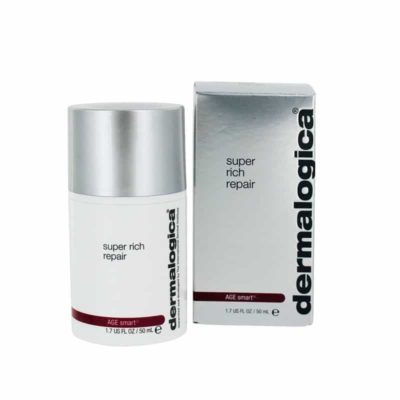 super rich
repair
dermalogica
AGE smart®
1.7 US FL OZ / 50 mL ℮
super
rich
repair
dermalogica®
AGE smart®
1.7 US FL OZ / 50 mL ℮